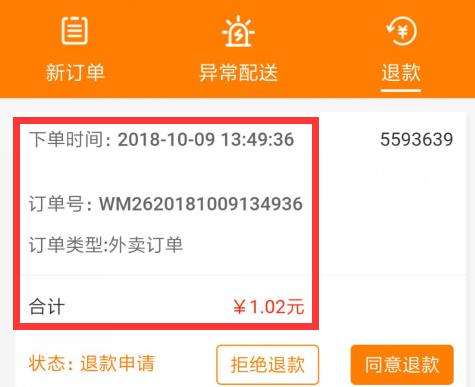 新订单 异常配送 退款
下单时间: 2018-10-09 13:49:36 5593639
订单号: WM2620181009134936
订单类型:外卖订单
合计 ￥1.02元
状态: 退款申请 拒绝退款 同意退款